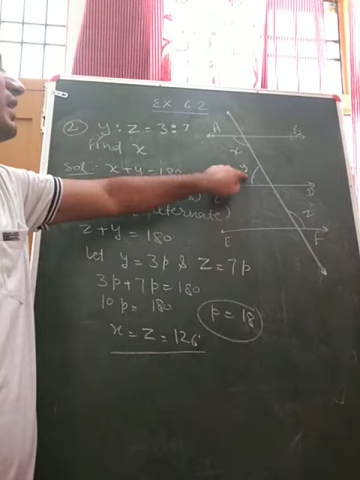 EX 6.2
② y : z = 3 : 7
find x
Sol:- x + y = 180
alternate)
z + y = 180
let y = 3p & z = 7p
3p + 7p = 180
10p = 180
p = 18
x = z = 126
A
B
x
y
D
z
E
F